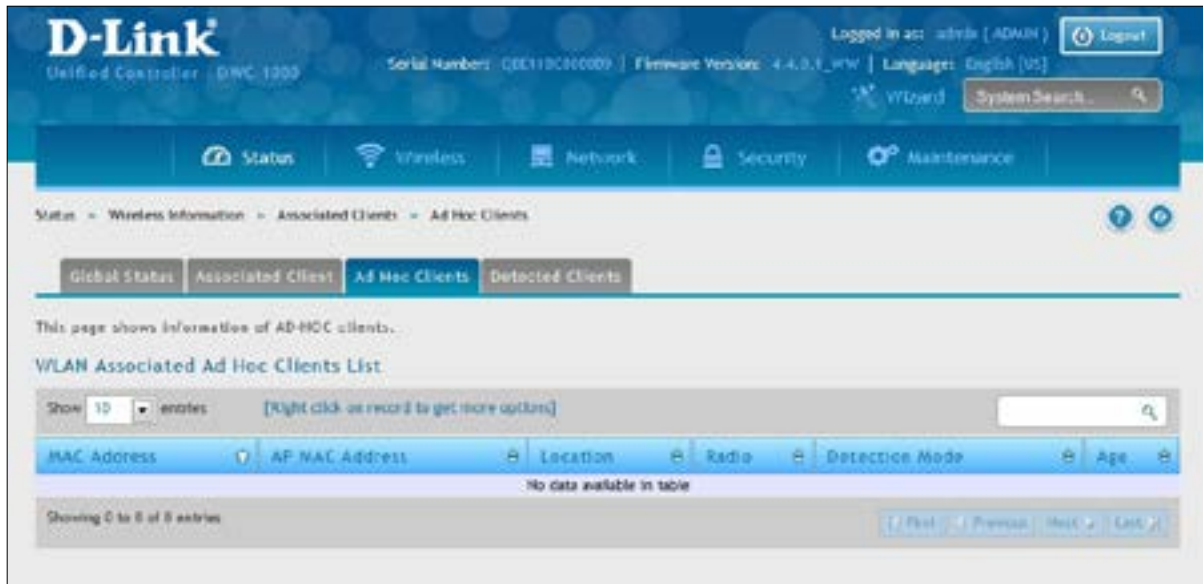 D-Link
Unified Controller DWC 1000
Logged in as: admin ( ADMIN )
Logout
Serial Number: | Firmware Version: | Language: English [US]
Wizard
System Search..
Status
Wireless
Network
Security
Maintenance
Status » Wireless Information » Associated Clients » Ad Hoc Clients
Global Status
Associated Client
Ad Hoc Clients
Detected Clients
This page shows information of AD-HOC clients.
WLAN Associated Ad Hoc Clients List
Show 10 entries
[Right click on record to get more options]
MAC Address
AP MAC Address
Location
Radio
Detection Mode
Age
No data available in table
Showing 0 to 0 of 0 entries
First
Previous
Next
Last